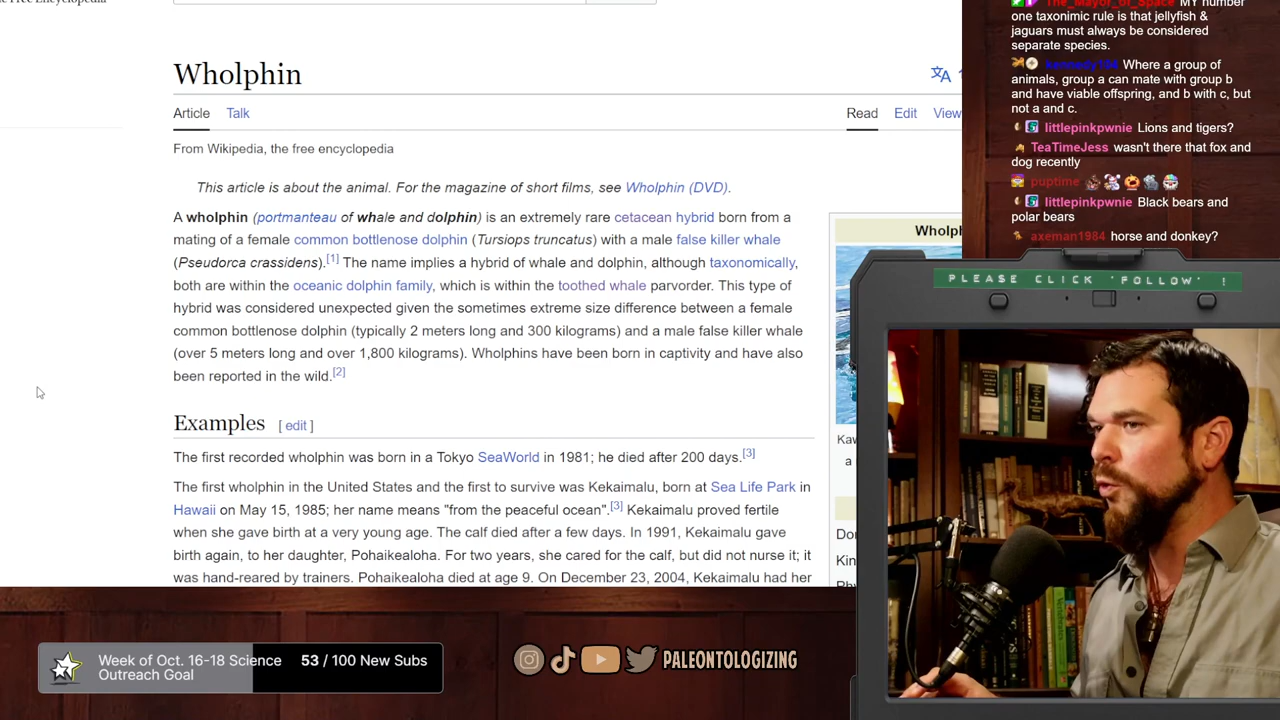 Wholphin
Article Talk Read Edit View
From Wikipedia, the free encyclopedia
This article is about the animal. For the magazine of short films, see Wholphin (DVD).
A wholphin (portmanteau of whale and dolphin) is an extremely rare cetacean hybrid born from a
mating of a female common bottlenose dolphin (Tursiops truncatus) with a male false killer whale
(Pseudorca crassidens).[1] The name implies a hybrid of whale and dolphin, although taxonomically,
both are within the oceanic dolphin family, which is within the toothed whale parvorder. This type of
hybrid was considered unexpected given the sometimes extreme size difference between a female
common bottlenose dolphin (typically 2 meters long and 300 kilograms) and a male false killer whale
(over 5 meters long and over 1,800 kilograms). Wholphins have been born in captivity and have also
been reported in the wild.[2]
Examples [ edit ]
The first recorded wholphin was born in a Tokyo SeaWorld in 1981; he died after 200 days.[3]
The first wholphin in the United States and the first to survive was Kekaimalu, born at Sea Life Park in
Hawaii on May 15, 1985; her name means "from the peaceful ocean".[3] Kekaimalu proved fertile
when she gave birth at a very young age. The calf died after a few days. In 1991, Kekaimalu gave
birth again, to her daughter, Pohaikealoha. For two years, she cared for the calf, but did not nurse it; it
was hand-reared by trainers. Pohaikealoha died at age 9. On December 23, 2004, Kekaimalu had her
Wholph
Kaw
a
Dor
Kin
The_Mayor_of_Space MY number
one taxonimic rule is that jellyfish &
jaguars must always be considered
separate species.
Where a group of
animals, group a can mate with group b
and have viable offspring, and b with c, but
not a and c.
littlepinkpwnie Lions and tigers?
TeaTimeJess wasn't there that fox and
dog recently
puptime
littlepinkpwnie Black bears and
polar bears
axeman1984 horse and donkey?
PLEASE CLICK 'FOLLOW' !
Week of Oct. 16-18 Science
Outreach Goal
53 / 100 New Subs
PALEONTOLOGIZING